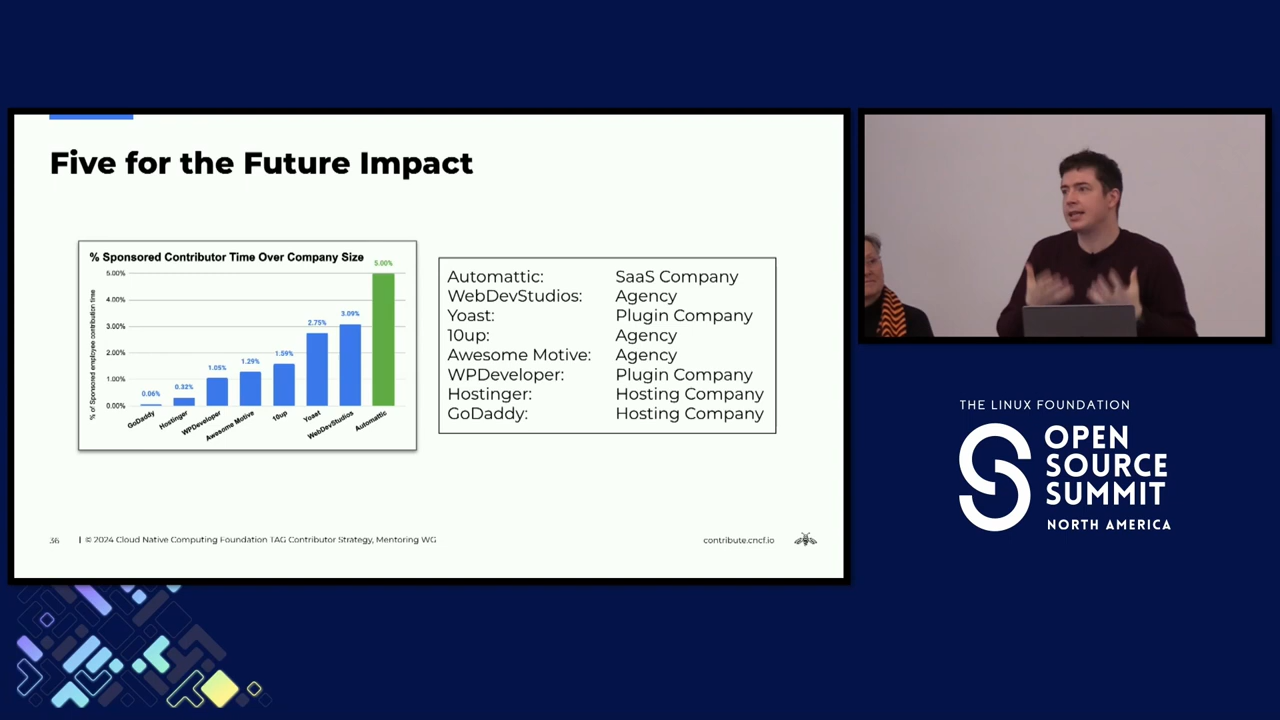 Five for the Future Impact
% Sponsored Contributor Time Over Company Size
% of Sponsored employee contribution time
5.00%
4.00%
3.00%
2.00%
1.00%
0.00%
0.06%
0.32%
1.05%
1.29%
1.59%
2.75%
3.09%
5.00%
GoDaddy
Hostinger
WPDeveloper
Awesome Motive
10up
Yoast
WebDevStudios
Automattic
Automattic: SaaS Company
WebDevStudios: Agency
Yoast: Plugin Company
10up: Agency
Awesome Motive: Agency
WPDeveloper: Plugin Company
Hostinger: Hosting Company
GoDaddy: Hosting Company
36 | © 2024 Cloud Native Computing Foundation TAG Contributor Strategy, Mentoring WG
contribute.cncf.io
THE LINUX FOUNDATION
OPEN
SOURCE
SUMMIT
NORTH AMERICA